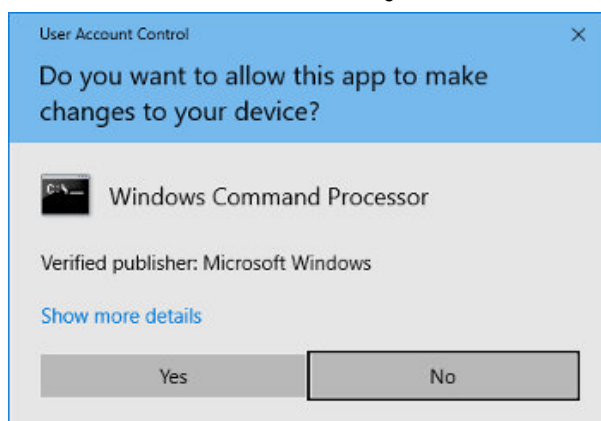 User Account Control
Do you want to allow this app to make
changes to your device?
C:\_
Windows Command Processor
Verified publisher: Microsoft Windows
Show more details
Yes
No